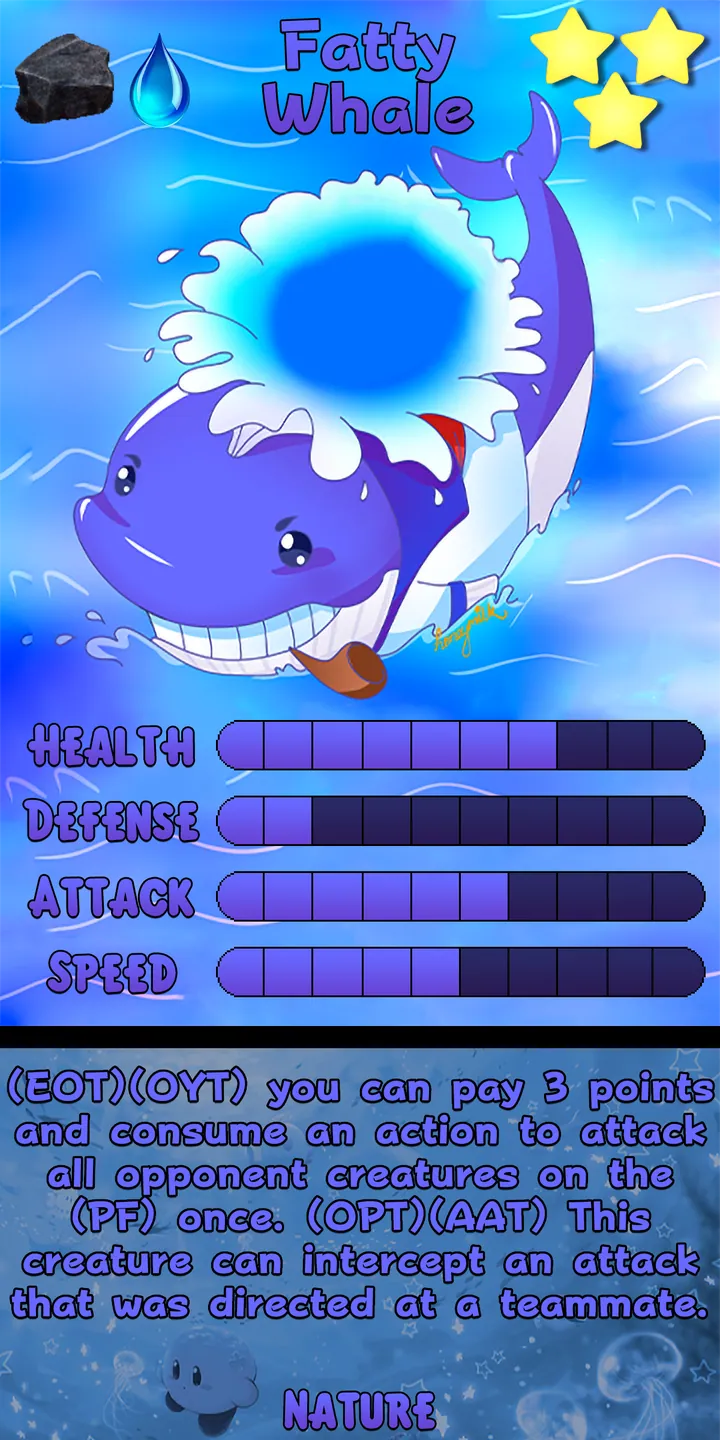 Fatty
Whale
HEALTH
DEFENSE
ATTACK
SPEED
(EOT)(OYT) you can pay 3 points
and consume an action to attack
all opponent creatures on the
(PF) once. (OPT)(AAT) This
creature can intercept an attack
that was directed at a teammate.
NATURE